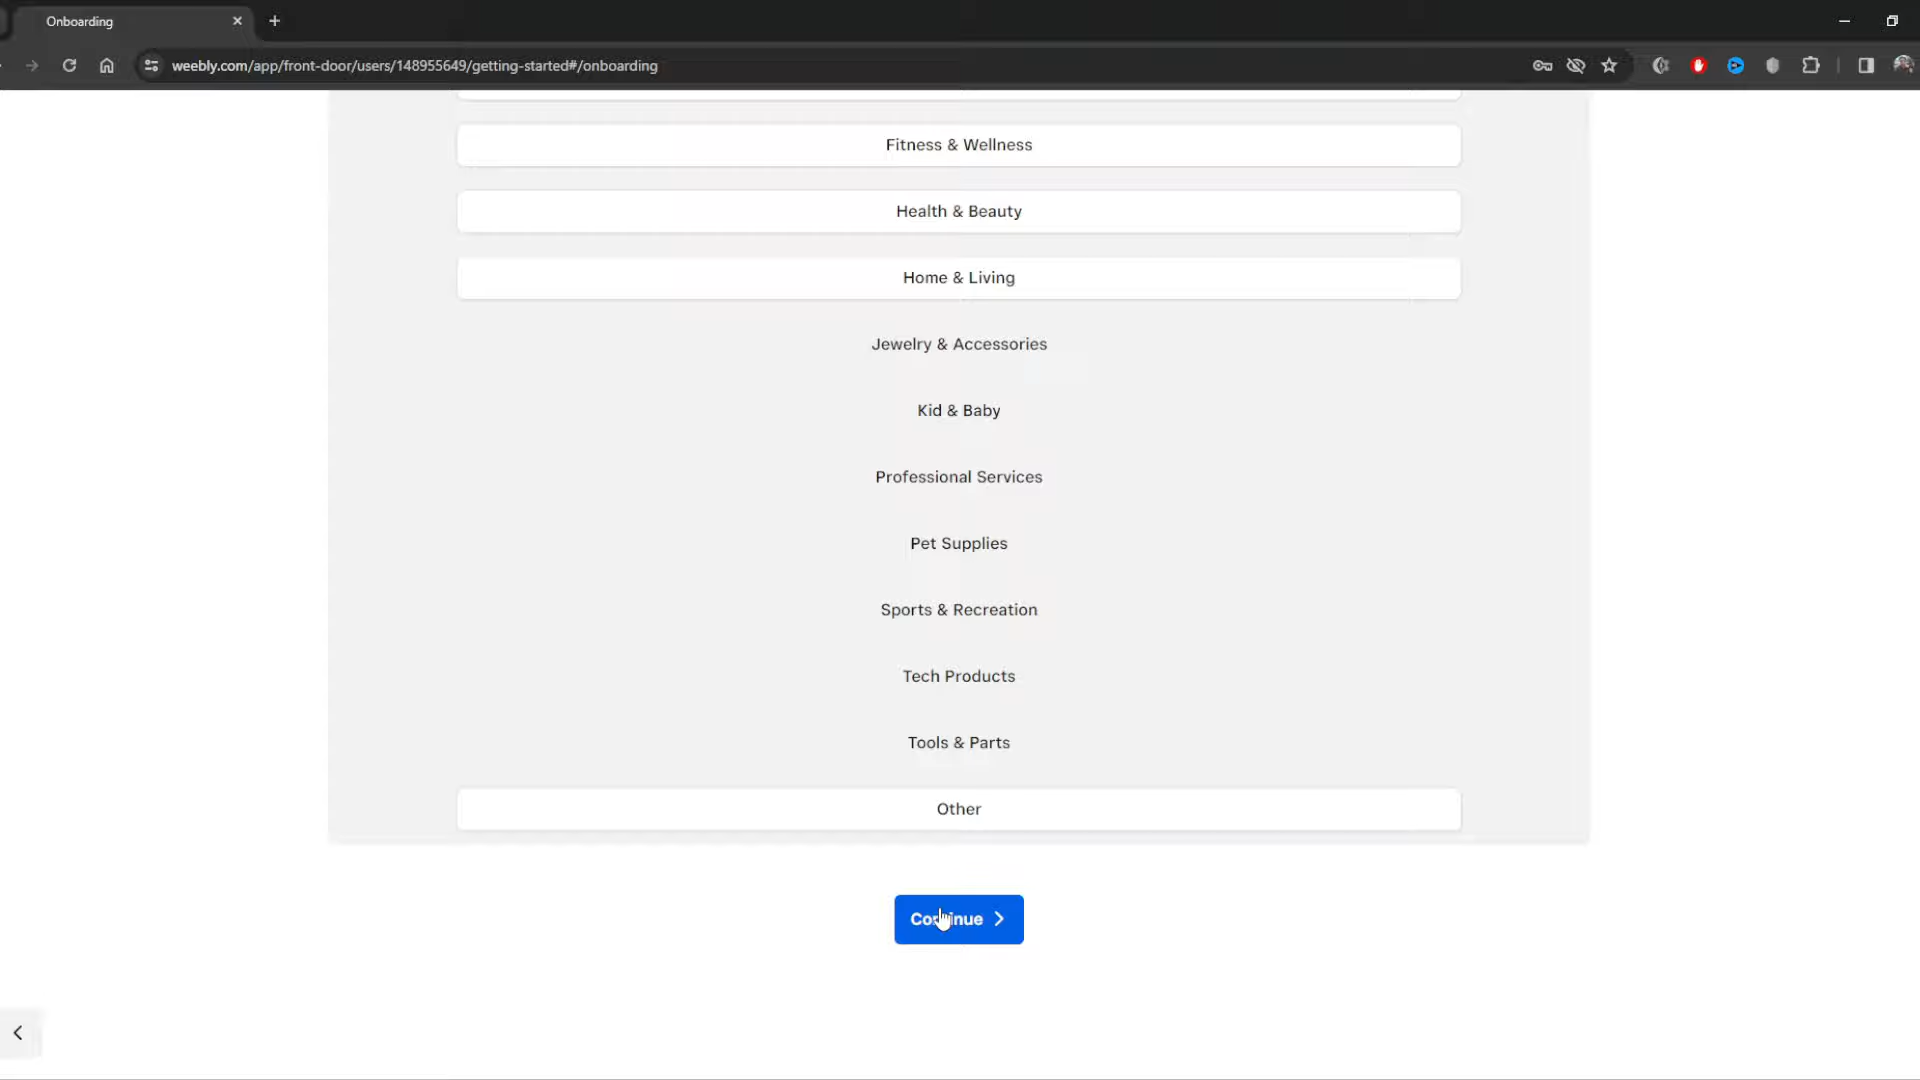 Onboarding
weebly.com/app/front-door/users/148955649/getting-started#/onboarding
Fitness & Wellness
Health & Beauty
Home & Living
Jewelry & Accessories
Kid & Baby
Professional Services
Pet Supplies
Sports & Recreation
Tech Products
Tools & Parts
Other
Continue